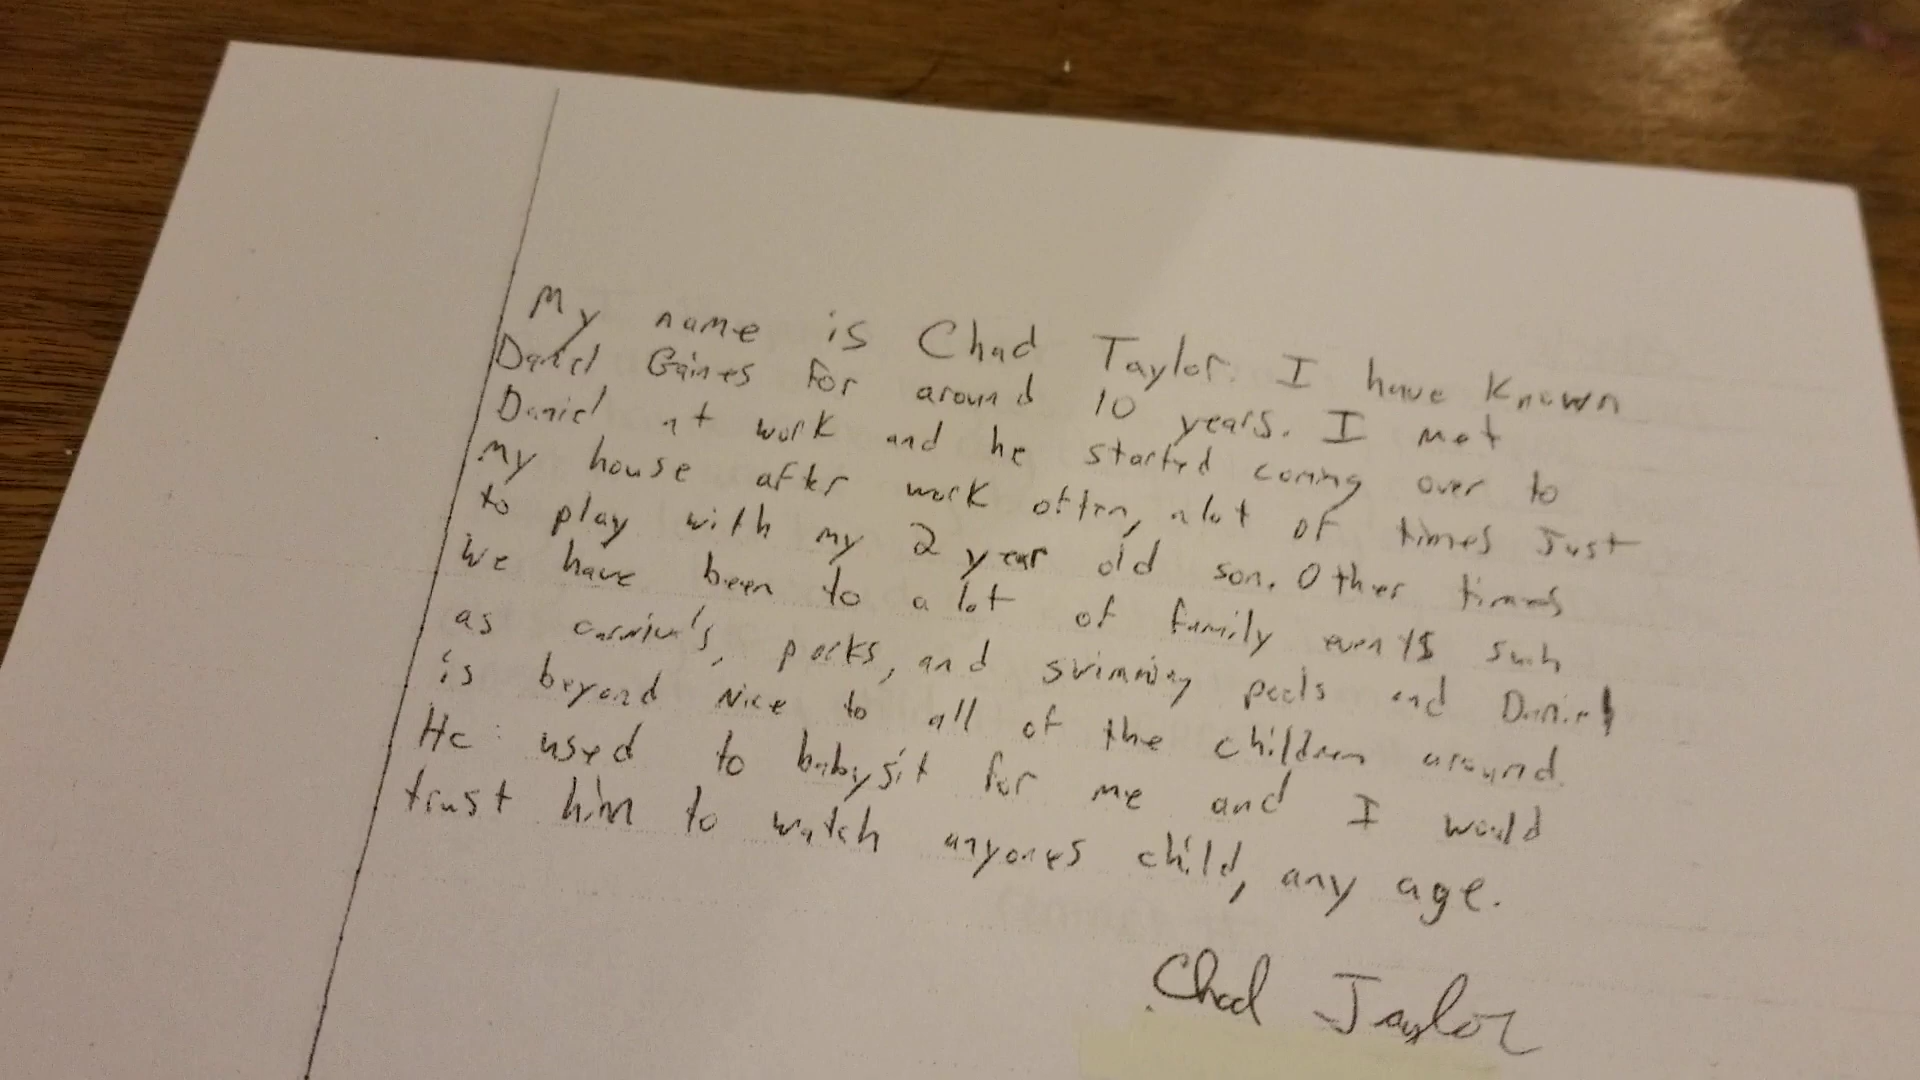 My name is Chad Taylor. I have known
Daniel Gaines for around 10 years. I met
Daniel at work and he started coming over to
my house after work often, alot of times Just
to play with my 2 year old son. Other times
We have been to a lot of family events such
as carnivals, parks, and swimming pools and Daniel
is beyond Nice to all of the children around.
He used to babysit for me and I would
trust him to watch anyones child, any age.
Chad Taylor